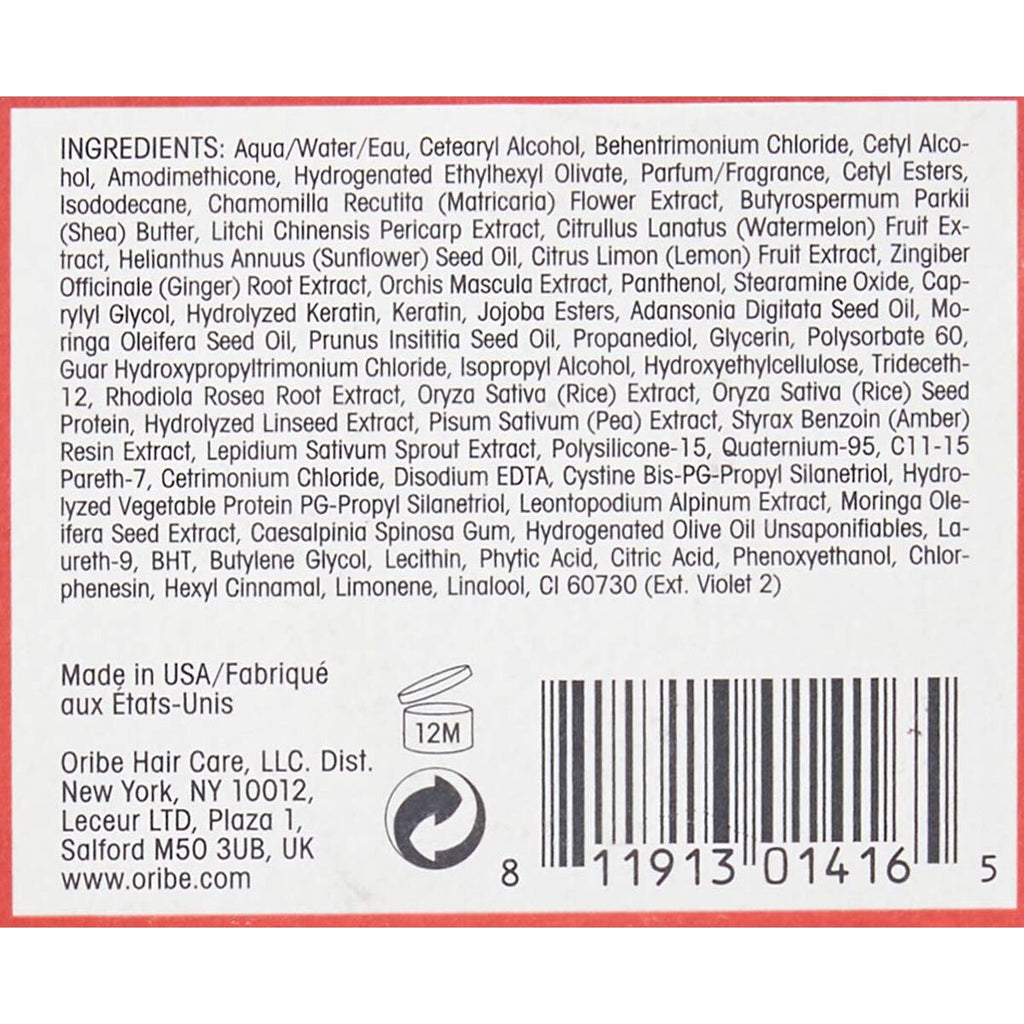 INGREDIENTS: Aqua/Water/Eau, Cetearyl Alcohol, Behentrimonium Chloride, Cetyl Alco-
hol, Amodimethicone, Hydrogenated Ethylhexyl Olivate, Parfum/Fragrance, Cetyl Esters,
Isododecane, Chamomilla Recutita (Matricaria) Flower Extract, Butyrospermum Parkii
(Shea) Butter, Litchi Chinensis Pericarp Extract, Citrullus Lanatus (Watermelon) Fruit Ex-
tract, Helianthus Annuus (Sunflower) Seed Oil, Citrus Limon (Lemon) Fruit Extract, Zingiber
Officinale (Ginger) Root Extract, Orchis Mascula Extract, Panthenol, Stearamine Oxide, Cap-
rylyl Glycol, Hydrolyzed Keratin, Keratin, Jojoba Esters, Adansonia Digitata Seed Oil, Mo-
ringa Oleifera Seed Oil, Prunus Insititia Seed Oil, Propanediol, Glycerin, Polysorbate 60,
Guar Hydroxypropyltrimonium Chloride, Isopropyl Alcohol, Hydroxyethylcellulose, Trideceth-
12, Rhodiola Rosea Root Extract, Oryza Sativa (Rice) Extract, Oryza Sativa (Rice) Seed
Protein, Hydrolyzed Linseed Extract, Pisum Sativum (Pea) Extract, Styrax Benzoin (Amber)
Resin Extract, Lepidium Sativum Sprout Extract, Polysilicone-15, Quaternium-95, C11-15
Pareth-7, Cetrimonium Chloride, Disodium EDTA, Cystine Bis-PG-Propyl Silanetriol, Hydro-
lyzed Vegetable Protein PG-Propyl Silanetriol, Leontopodium Alpinum Extract, Moringa Ole-
ifera Seed Extract, Caesalpinia Spinosa Gum, Hydrogenated Olive Oil Unsaponifiables, La-
ureth-9, BHT, Butylene Glycol, Lecithin, Phytic Acid, Citric Acid, Phenoxyethanol, Chlor-
phenesin, Hexyl Cinnamal, Limonene, Linalool, CI 60730 (Ext. Violet 2)
Made in USA/Fabriqué
aux États-Unis
Oribe Hair Care, LLC. Dist.
New York, NY 10012,
Leceur LTD, Plaza 1,
Salford M50 3UB, UK
www.oribe.com
12M
8 11913 01416 5